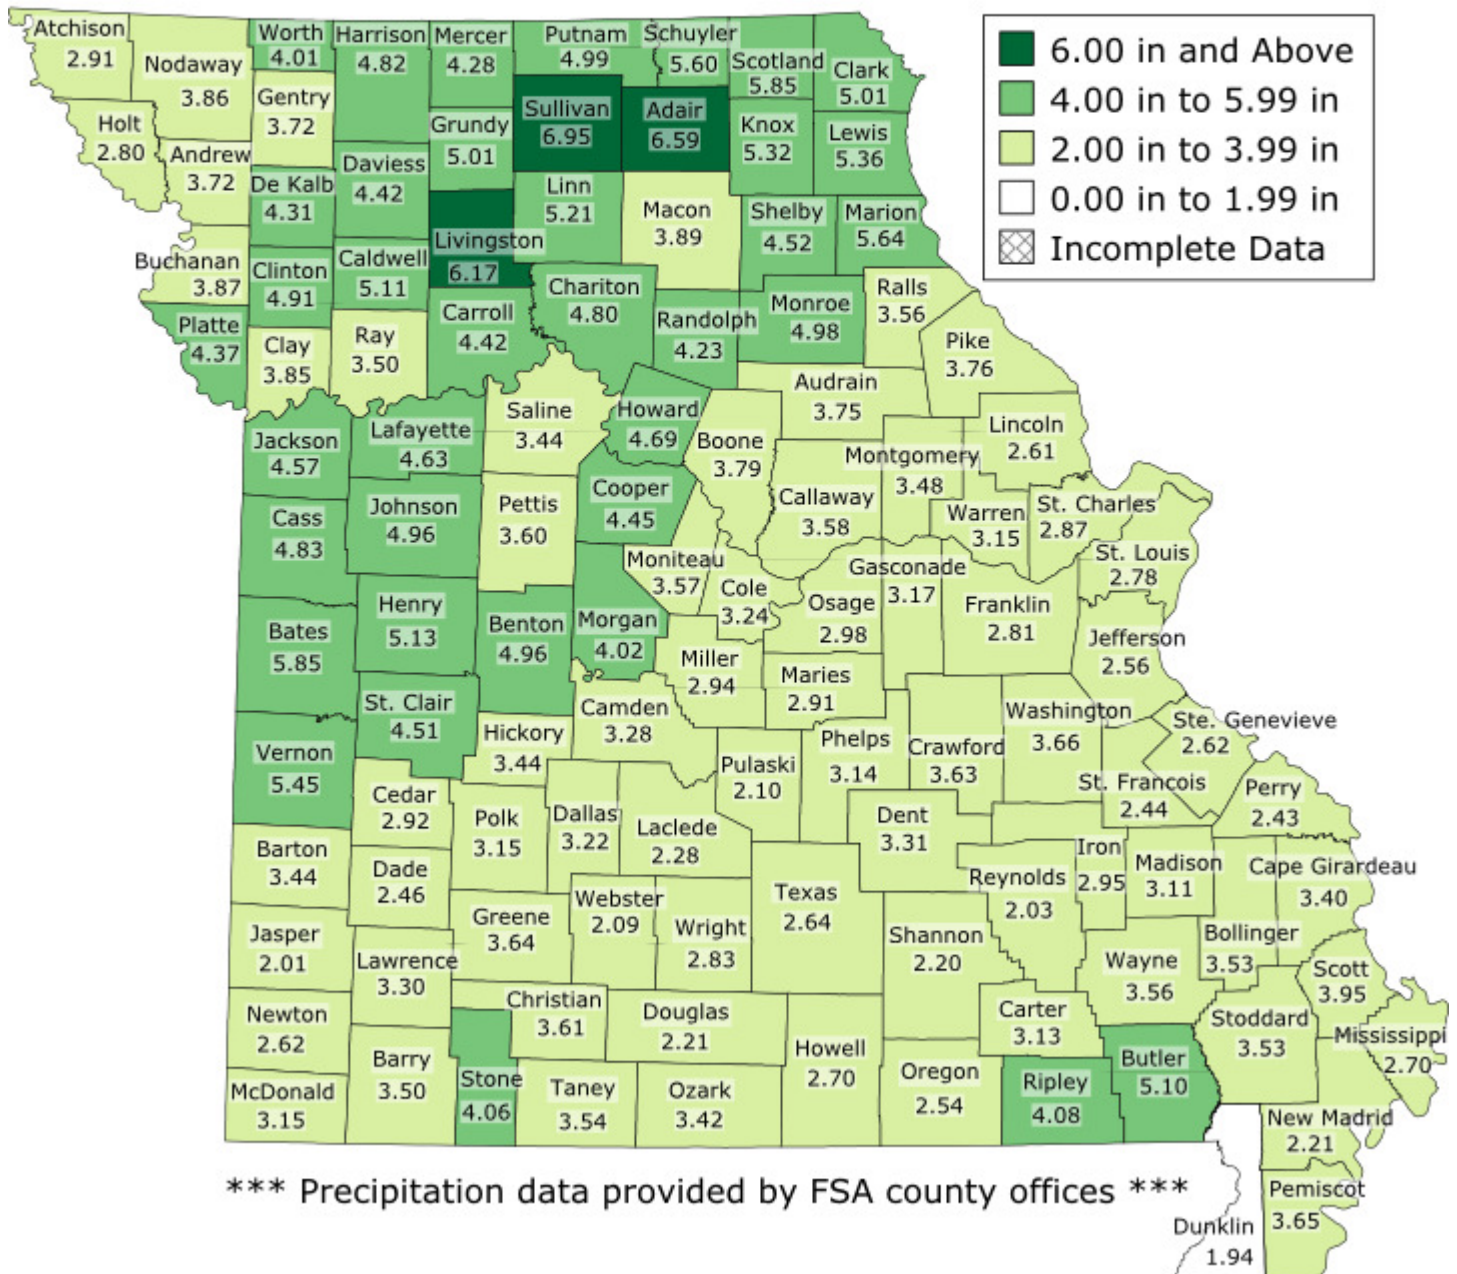 Atchison
2.91
Nodaway
3.86
Worth
4.01
Harrison
4.82
Mercer
4.28
Putnam
4.99
Schuyler
5.60
Scotland
5.85
Clark
5.01
6.00 in and Above
4.00 in to 5.99 in
2.00 in to 3.99 in
0.00 in to 1.99 in
Incomplete Data
Holt
2.80
Andrew
3.72
Gentry
3.72
De Kalb
4.31
Daviess
4.42
Grundy
5.01
Sullivan
6.95
Adair
6.59
Knox
5.32
Lewis
5.36
Linn
5.21
Macon
3.89
Shelby
4.52
Marion
5.64
Buchanan
3.87
Clinton
4.91
Caldwell
5.11
Livingston
6.17
Chariton
4.80
Randolph
4.23
Monroe
4.98
Ralls
3.56
Pike
3.76
Platte
4.37
Clay
3.85
Ray
3.50
Carroll
4.42
Saline
3.44
Howard
4.69
Boone
3.79
Audrain
3.75
Montgomery
3.48
Lincoln
2.61
Jackson
4.57
Lafayette
4.63
Cass
4.83
Johnson
4.96
Pettis
3.60
Cooper
4.45
Callaway
3.58
Warren
3.15
St. Charles
2.87
St. Louis
2.78
Moniteau
3.57
Cole
3.24
Osage
2.98
Gasconade
3.17
Franklin
2.81
Jefferson
2.56
Bates
5.85
Henry
5.13
Benton
4.96
Morgan
4.02
Miller
2.94
Maries
2.91
St. Clair
4.51
Hickory
3.44
Camden
3.28
Pulaski
2.10
Phelps
3.14
Crawford
3.63
Washington
3.66
Ste. Genevieve
2.62
St. Francois
2.44
Perry
2.43
Vernon
5.45
Cedar
2.92
Polk
3.15
Dallas
3.22
Laclede
2.28
Dent
3.31
Iron
2.95
Madison
3.11
Cape Girardeau
3.40
Barton
3.44
Dade
2.46
Greene
3.64
Webster
2.09
Wright
2.83
Texas
2.64
Reynolds
2.03
Shannon
2.20
Wayne
3.56
Bollinger
3.53
Scott
3.95
Jasper
2.01
Lawrence
3.30
Christian
3.61
Douglas
2.21
Howell
2.70
Carter
3.13
Stoddard
3.53
Mississippi
2.70
Newton
2.62
Barry
3.50
Stone
4.06
Taney
3.54
Ozark
3.42
Oregon
2.54
Ripley
4.08
Butler
5.10
McDonald
3.15
New Madrid
2.21
Pemiscot
3.65
Dunklin
1.94
*** Precipitation data provided by FSA county offices ***